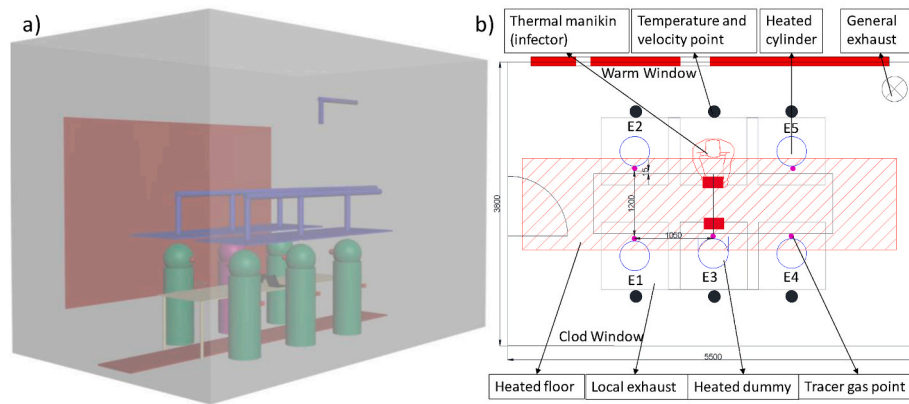 a)
b)
Thermal manikin
(infector)
Temperature and
velocity point
Heated
cylinder
General
exhaust
Warm Window
E2
E5
15
1200
3800
1050
E1
E3
E4
Clod Window
5500
Heated floor
Local exhaust
Heated dummy
Tracer gas point